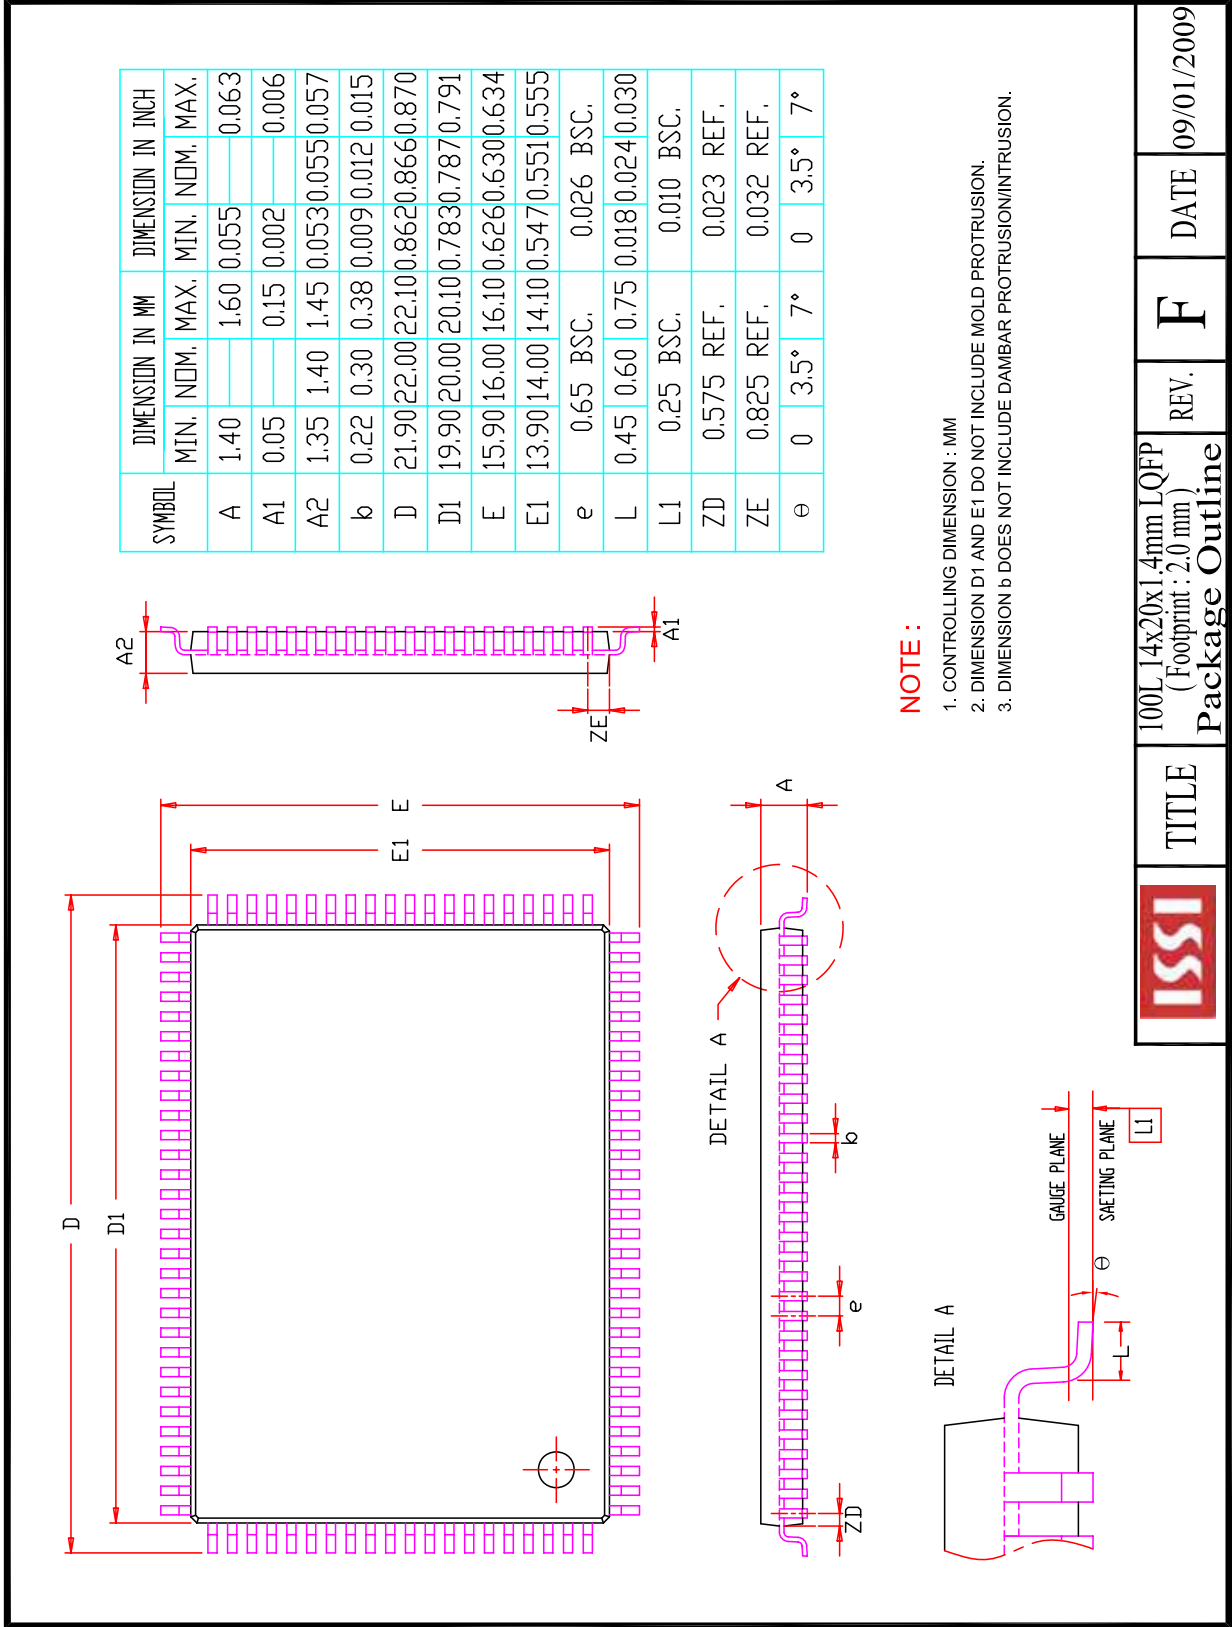 SYMBOL DIMENSION IN MM DIMENSION IN INCH
MIN. NOM. MAX. MIN. NOM. MAX.
A 1.40 1.60 0.055 0.063
A1 0.05 0.15 0.002 0.006
A2 1.35 1.40 1.45 0.053 0.055 0.057
b 0.22 0.30 0.38 0.009 0.012 0.015
D 21.90 22.00 22.10 0.862 0.866 0.870
D1 19.90 20.00 20.10 0.783 0.787 0.791
E 15.90 16.00 16.10 0.626 0.630 0.634
E1 13.90 14.00 14.10 0.547 0.551 0.555
e 0.65 BSC. 0.026 BSC.
L 0.45 0.60 0.75 0.018 0.024 0.030
L1 0.25 BSC. 0.010 BSC.
ZD 0.575 REF. 0.023 REF.
ZE 0.825 REF. 0.032 REF.
θ 0 3.5° 7° 0 3.5° 7°
D
D1
E
E1
A2
A1
ZE
A
DETAIL A
b
e
ZD
NOTE :
1. CONTROLLING DIMENSION : MM
2. DIMENSION D1 AND E1 DO NOT INCLUDE MOLD PROTRUSION.
3. DIMENSION b DOES NOT INCLUDE DAMBAR PROTRUSION/INTRUSION.
DETAIL A
GAUGE PLANE
SAETING PLANE
L1
θ
L
ISSI
TITLE
100L 14x20x1.4mm LQFP
( Footprint : 2.0 mm )
Package Outline
REV.
F
DATE
09/01/2009